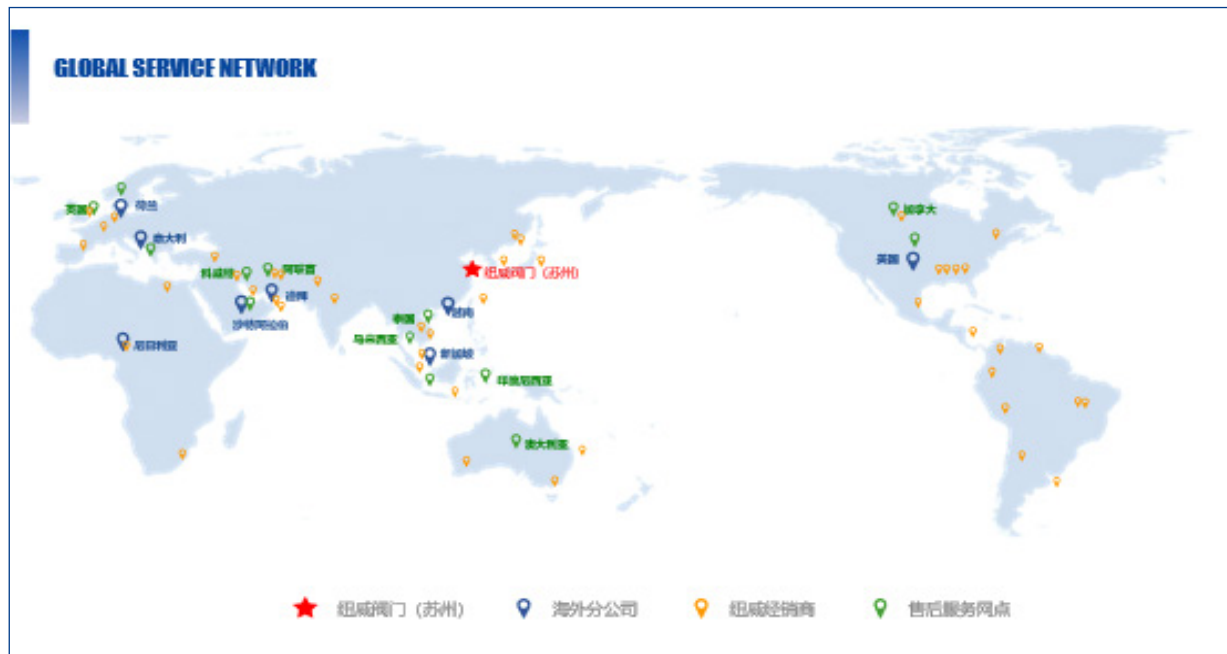 GLOBAL SERVICE NETWORK
英国
荷兰
意大利
科威特
阿联酋
迪拜
沙特阿拉伯
尼日利亚
纽威阀门（苏州）
越南
泰国
马来西亚
新加坡
印度尼西亚
澳大利亚
加拿大
美国
纽威阀门（苏州）
海外分公司
纽威经销商
售后服务网点